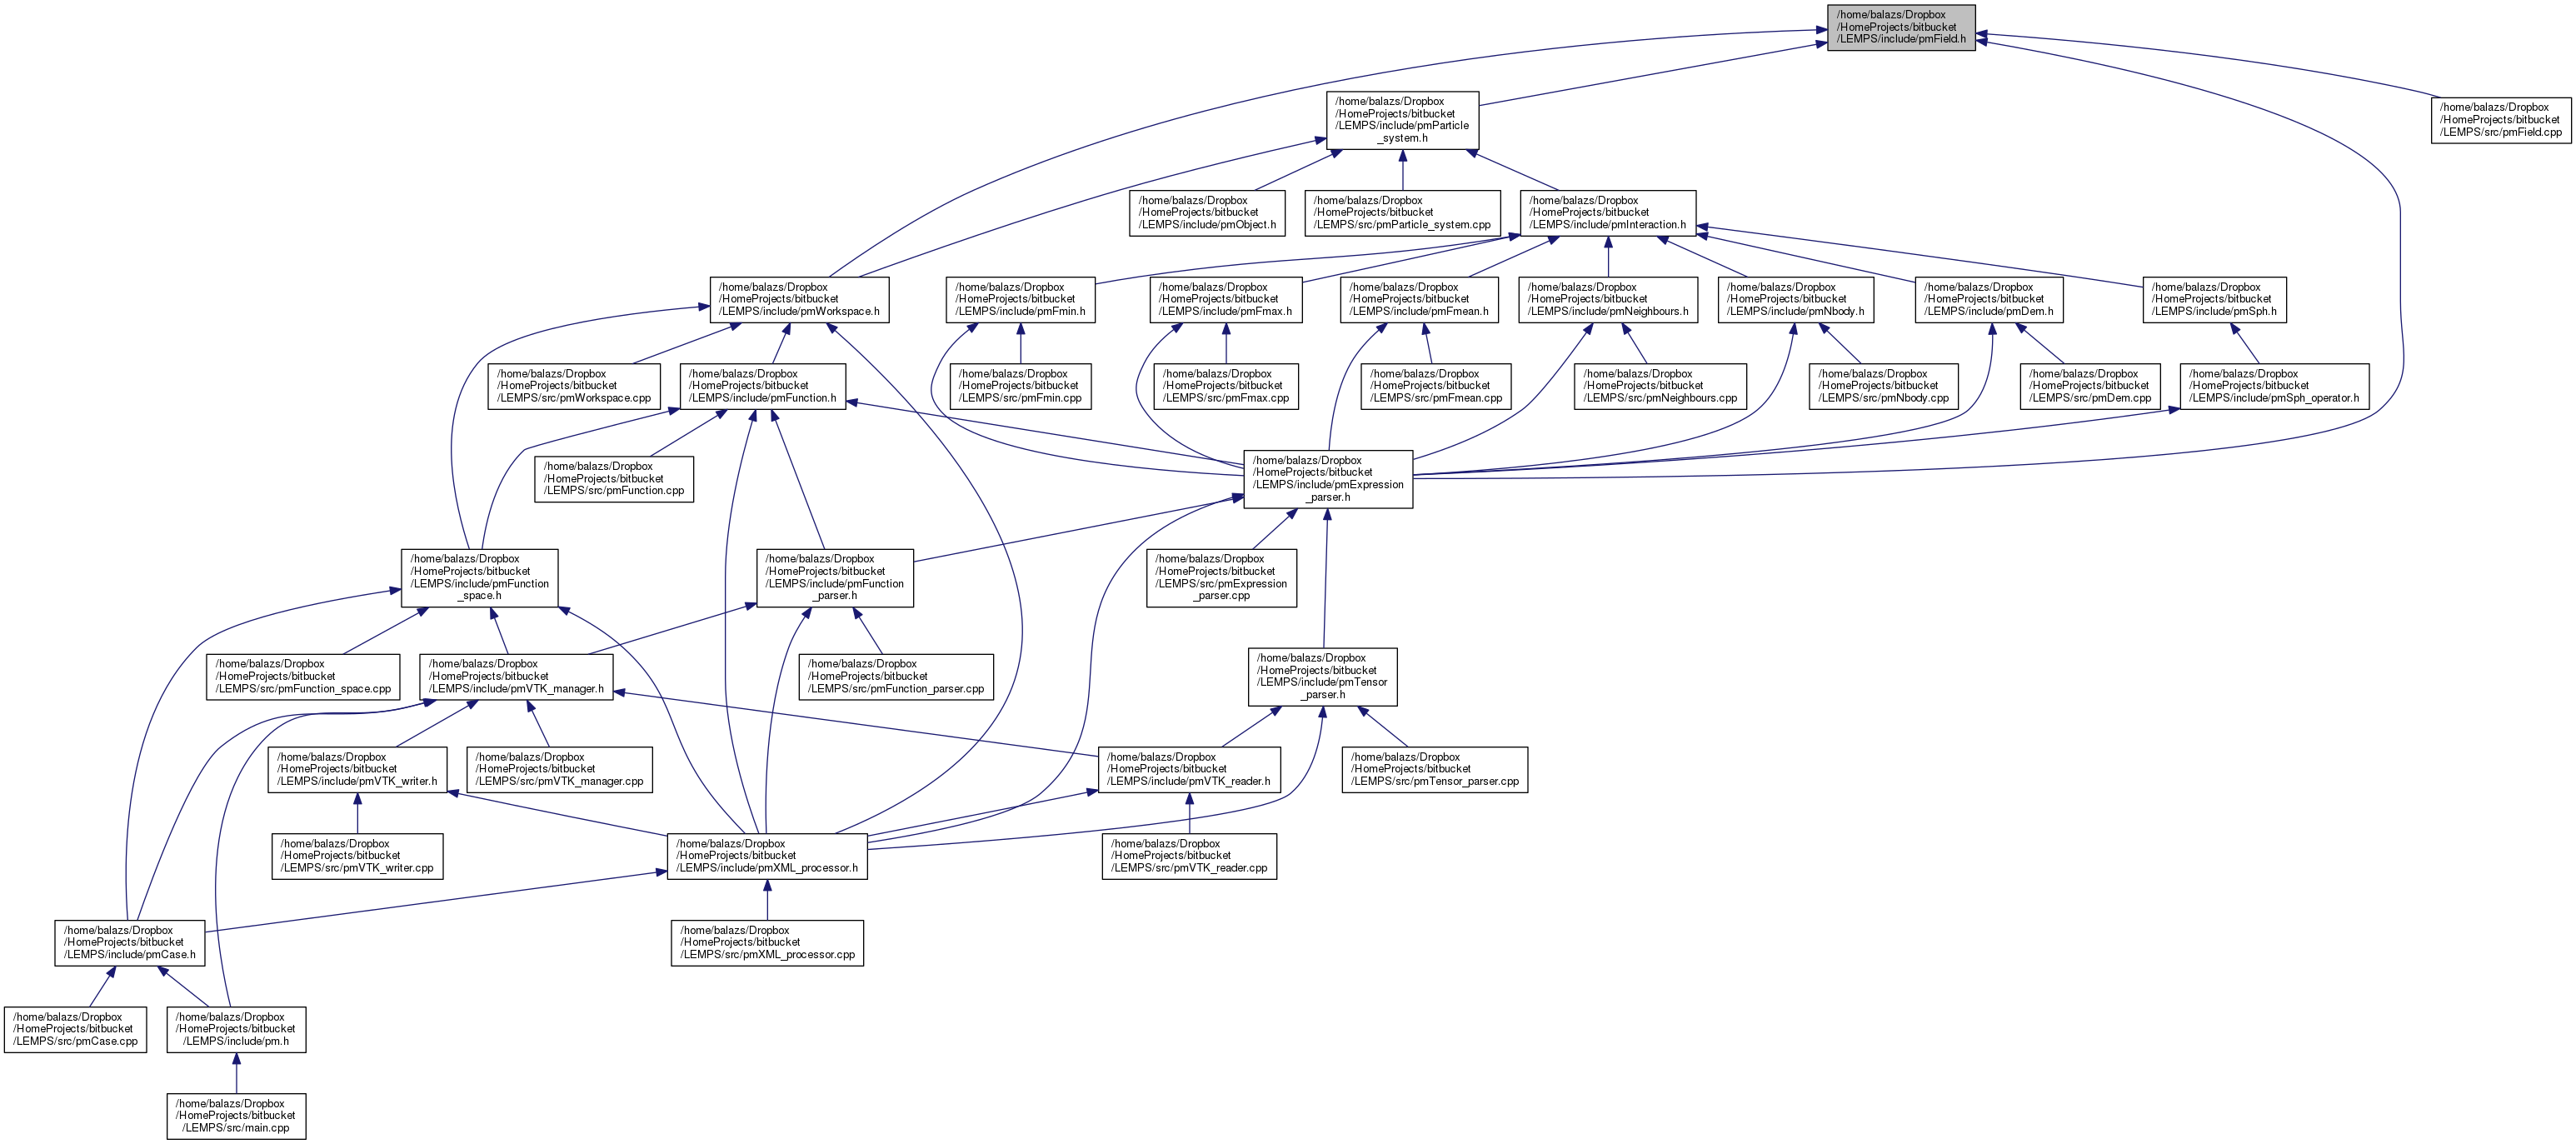 /home/balazs/Dropbox
/HomeProjects/bitbucket
/LEMPS/include/pmField.h
/home/balazs/Dropbox
/HomeProjects/bitbucket
/LEMPS/include/pmParticle
_system.h
/home/balazs/Dropbox
/HomeProjects/bitbucket
/LEMPS/src/pmField.cpp
/home/balazs/Dropbox
/HomeProjects/bitbucket
/LEMPS/include/pmObject.h
/home/balazs/Dropbox
/HomeProjects/bitbucket
/LEMPS/src/pmParticle_system.cpp
/home/balazs/Dropbox
/HomeProjects/bitbucket
/LEMPS/include/pmInteraction.h
/home/balazs/Dropbox
/HomeProjects/bitbucket
/LEMPS/include/pmWorkspace.h
/home/balazs/Dropbox
/HomeProjects/bitbucket
/LEMPS/include/pmFmin.h
/home/balazs/Dropbox
/HomeProjects/bitbucket
/LEMPS/include/pmFmax.h
/home/balazs/Dropbox
/HomeProjects/bitbucket
/LEMPS/include/pmFmean.h
/home/balazs/Dropbox
/HomeProjects/bitbucket
/LEMPS/include/pmNeighbours.h
/home/balazs/Dropbox
/HomeProjects/bitbucket
/LEMPS/include/pmNbody.h
/home/balazs/Dropbox
/HomeProjects/bitbucket
/LEMPS/include/pmDem.h
/home/balazs/Dropbox
/HomeProjects/bitbucket
/LEMPS/include/pmSph.h
/home/balazs/Dropbox
/HomeProjects/bitbucket
/LEMPS/src/pmWorkspace.cpp
/home/balazs/Dropbox
/HomeProjects/bitbucket
/LEMPS/include/pmFunction.h
/home/balazs/Dropbox
/HomeProjects/bitbucket
/LEMPS/src/pmFmin.cpp
/home/balazs/Dropbox
/HomeProjects/bitbucket
/LEMPS/src/pmFmax.cpp
/home/balazs/Dropbox
/HomeProjects/bitbucket
/LEMPS/src/pmFmean.cpp
/home/balazs/Dropbox
/HomeProjects/bitbucket
/LEMPS/src/pmNeighbours.cpp
/home/balazs/Dropbox
/HomeProjects/bitbucket
/LEMPS/src/pmNbody.cpp
/home/balazs/Dropbox
/HomeProjects/bitbucket
/LEMPS/src/pmDem.cpp
/home/balazs/Dropbox
/HomeProjects/bitbucket
/LEMPS/include/pmSph_operator.h
/home/balazs/Dropbox
/HomeProjects/bitbucket
/LEMPS/src/pmFunction.cpp
/home/balazs/Dropbox
/HomeProjects/bitbucket
/LEMPS/include/pmExpression
_parser.h
/home/balazs/Dropbox
/HomeProjects/bitbucket
/LEMPS/include/pmFunction
_space.h
/home/balazs/Dropbox
/HomeProjects/bitbucket
/LEMPS/include/pmFunction
_parser.h
/home/balazs/Dropbox
/HomeProjects/bitbucket
/LEMPS/src/pmExpression
_parser.cpp
/home/balazs/Dropbox
/HomeProjects/bitbucket
/LEMPS/src/pmFunction_space.cpp
/home/balazs/Dropbox
/HomeProjects/bitbucket
/LEMPS/include/pmVTK_manager.h
/home/balazs/Dropbox
/HomeProjects/bitbucket
/LEMPS/src/pmFunction_parser.cpp
/home/balazs/Dropbox
/HomeProjects/bitbucket
/LEMPS/include/pmTensor
_parser.h
/home/balazs/Dropbox
/HomeProjects/bitbucket
/LEMPS/include/pmVTK_writer.h
/home/balazs/Dropbox
/HomeProjects/bitbucket
/LEMPS/src/pmVTK_manager.cpp
/home/balazs/Dropbox
/HomeProjects/bitbucket
/LEMPS/include/pmVTK_reader.h
/home/balazs/Dropbox
/HomeProjects/bitbucket
/LEMPS/src/pmTensor_parser.cpp
/home/balazs/Dropbox
/HomeProjects/bitbucket
/LEMPS/src/pmVTK_writer.cpp
/home/balazs/Dropbox
/HomeProjects/bitbucket
/LEMPS/include/pmXML_processor.h
/home/balazs/Dropbox
/HomeProjects/bitbucket
/LEMPS/src/pmVTK_reader.cpp
/home/balazs/Dropbox
/HomeProjects/bitbucket
/LEMPS/include/pmCase.h
/home/balazs/Dropbox
/HomeProjects/bitbucket
/LEMPS/src/pmXML_processor.cpp
/home/balazs/Dropbox
/HomeProjects/bitbucket
/LEMPS/src/pmCase.cpp
/home/balazs/Dropbox
/HomeProjects/bitbucket
/LEMPS/include/pm.h
/home/balazs/Dropbox
/HomeProjects/bitbucket
/LEMPS/src/main.cpp